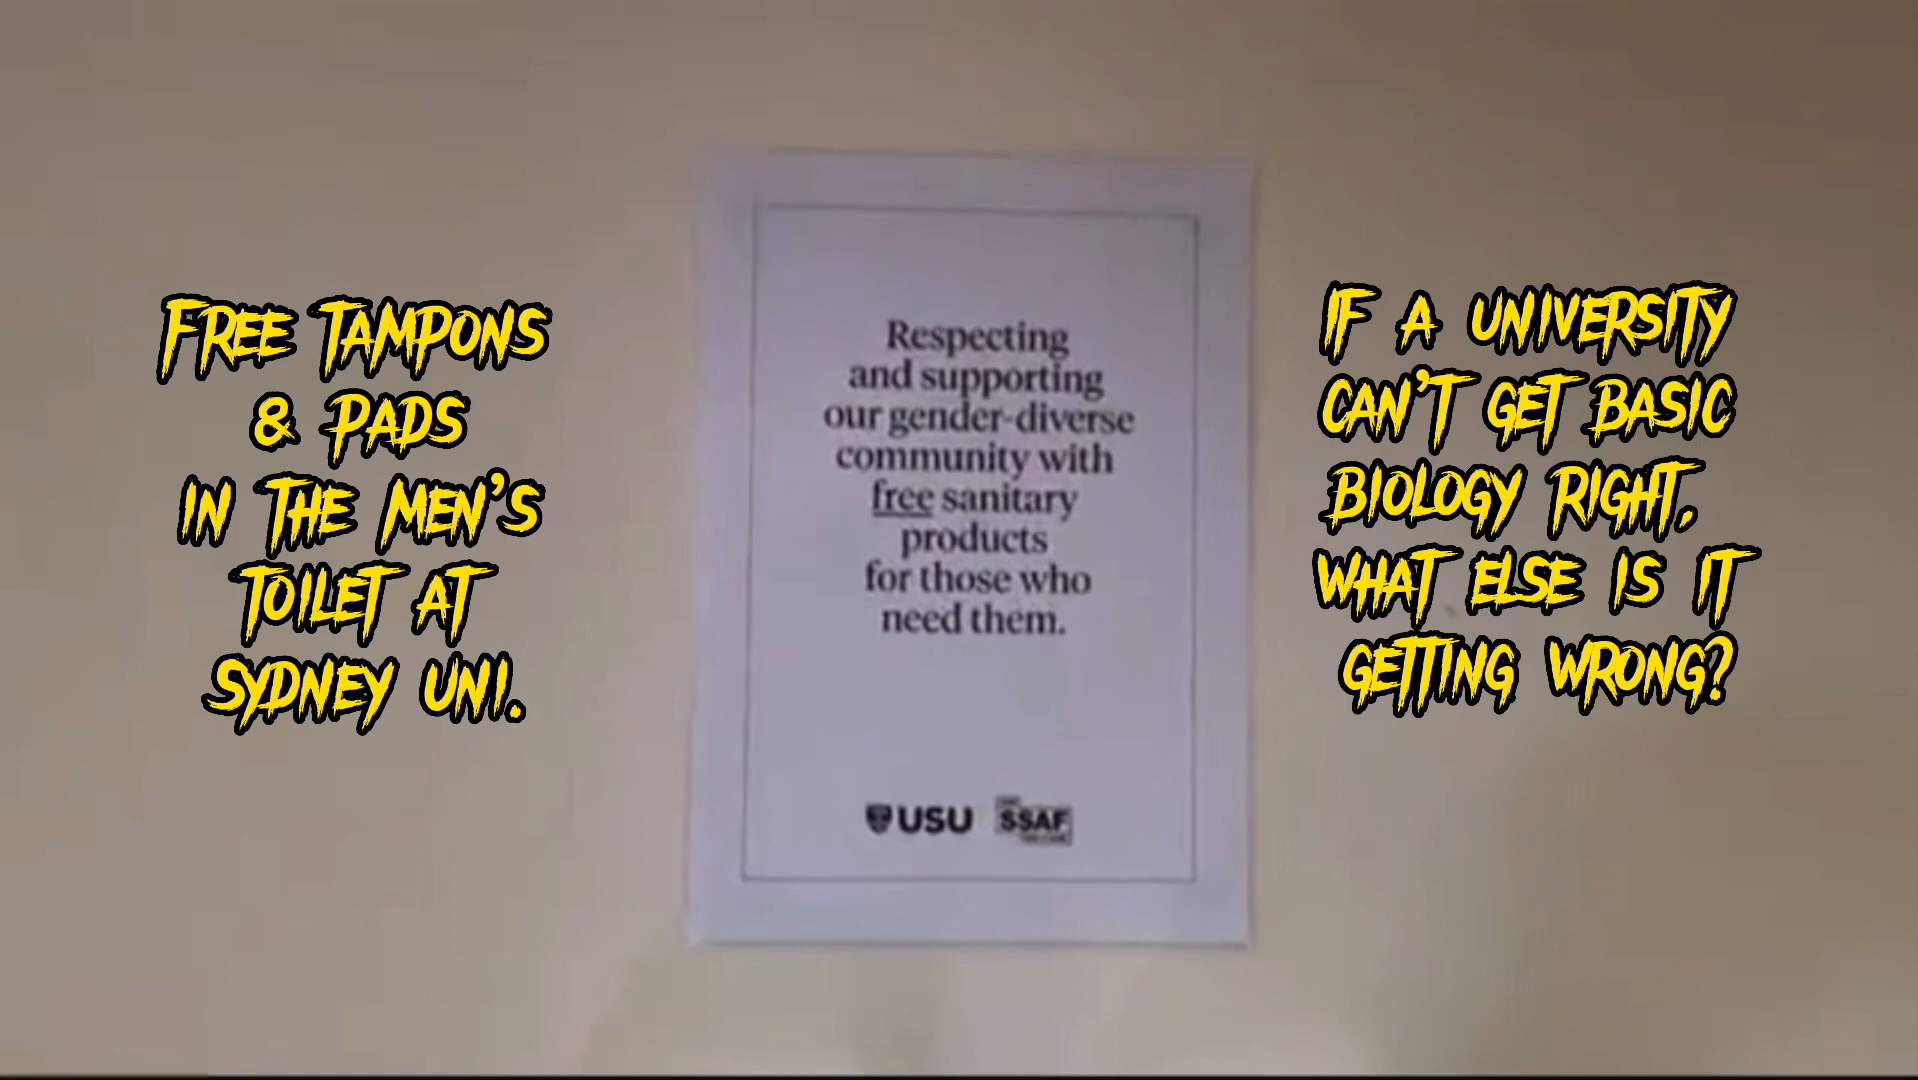 FREE TAMPONS
& PADS
IN THE MEN'S
TOILET AT
SYDNEY UNI.
Respecting
and supporting
our gender-diverse
community with
free sanitary
products
for those who
need them.
USU SSAF
IF A UNIVERSITY
CAN'T GET BASIC
BIOLOGY RIGHT,
WHAT ELSE IS IT
GETTING WRONG?